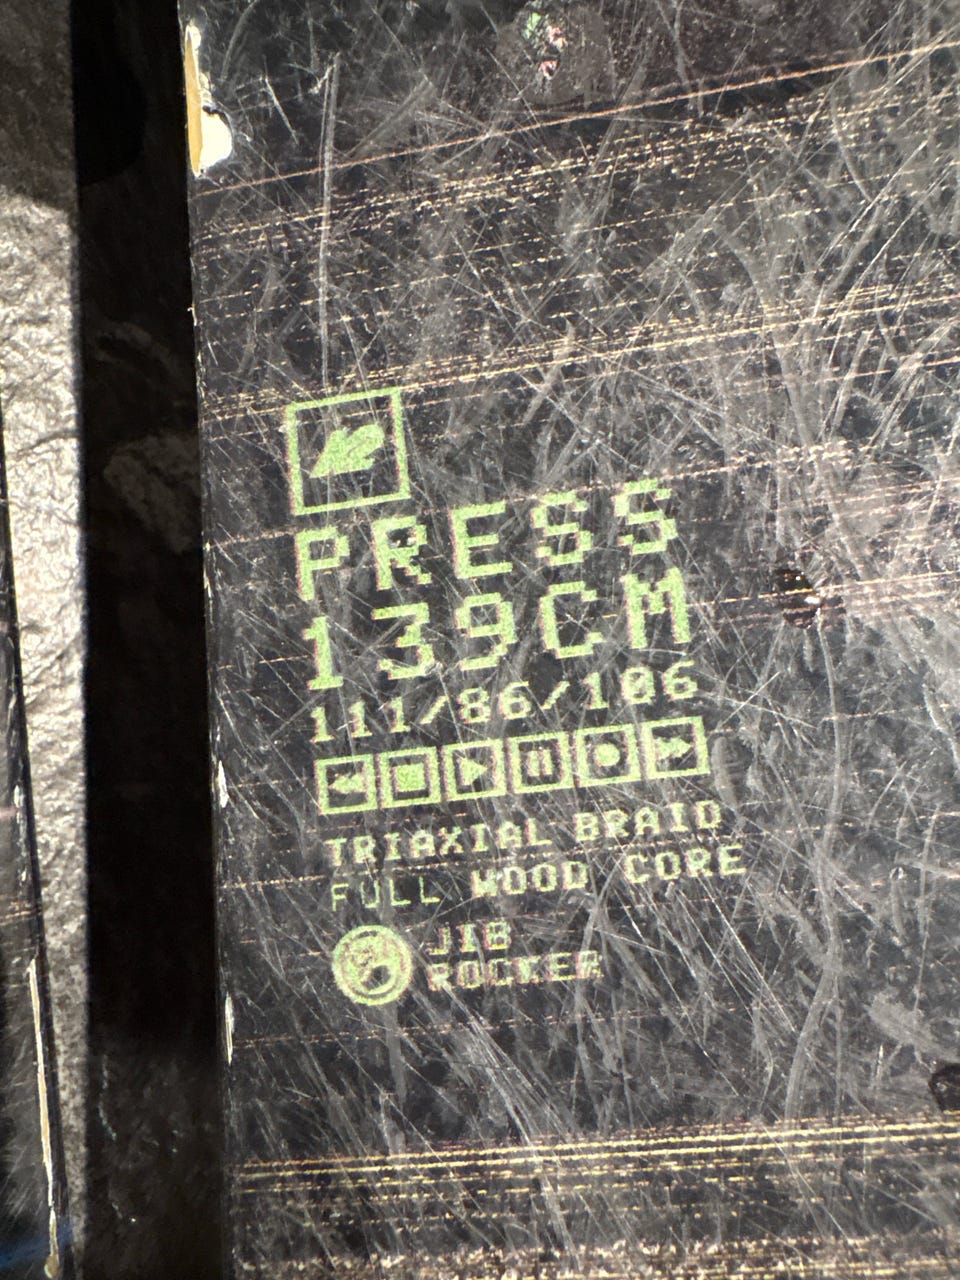 PRESS
139CM
111/86/106
TRIAXIAL BRAID
FULL WOOD CORE
JIB
ROCKER